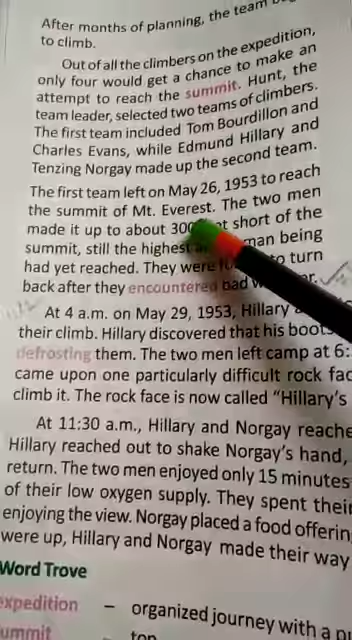 After months of planning, the team
to climb.
Out of all the climbers on the expedition,
only four would get a chance to make an
attempt to reach the summit. Hunt, the
team leader, selected two teams of climbers.
The first team included Tom Bourdillon and
Charles Evans, while Edmund Hillary and
Tenzing Norgay made up the second team.
The first team left on May 26, 1953 to reach
the summit of Mt. Everest. The two men
made it up to about 300 short of the
summit, still the highest man being
had yet reached. They were to turn
back after they encountered bad
At 4 a.m. on May 29, 1953, Hillary
their climb. Hillary discovered that his boots
defrosting them. The two men left camp at 6:
came upon one particularly difficult rock
climb it. The rock face is now called "Hillary's
At 11:30 a.m., Hillary and Norgay
Hillary reached out to shake Norgay's hand,
return. The two men enjoyed only 15 minutes
of their low oxygen supply. They spent
enjoying the view. Norgay placed a food
were up, Hillary and Norgay made their way
Word Trove
expedition – organized journey with a
summit – top